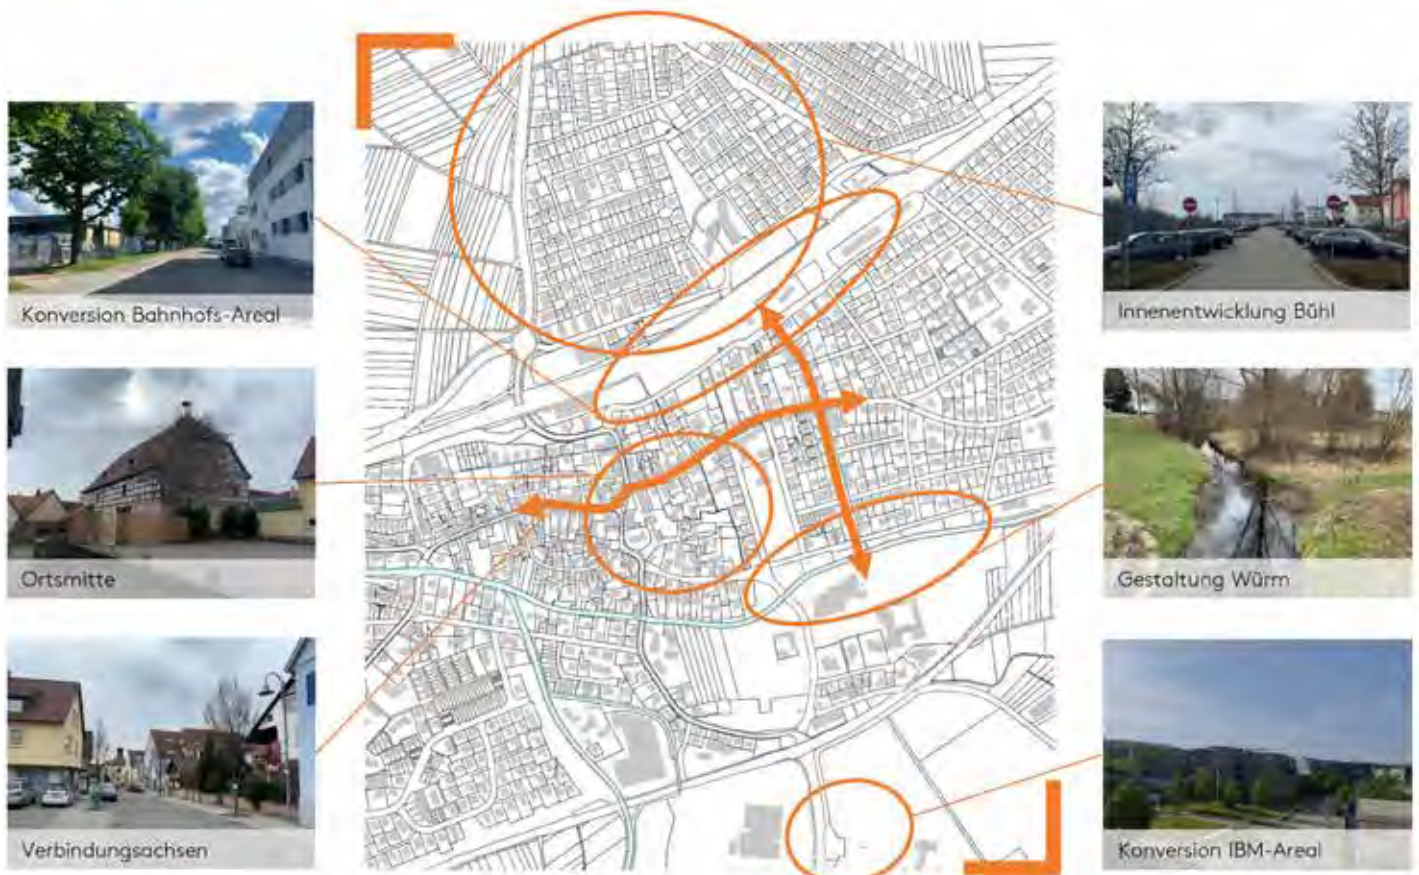 Konversion Bahnhofs-Areal
Ortsmitte
Verbindungsachsen
Innenentwicklung Bühl
Gestaltung Würm
Konversion IBM-Areal